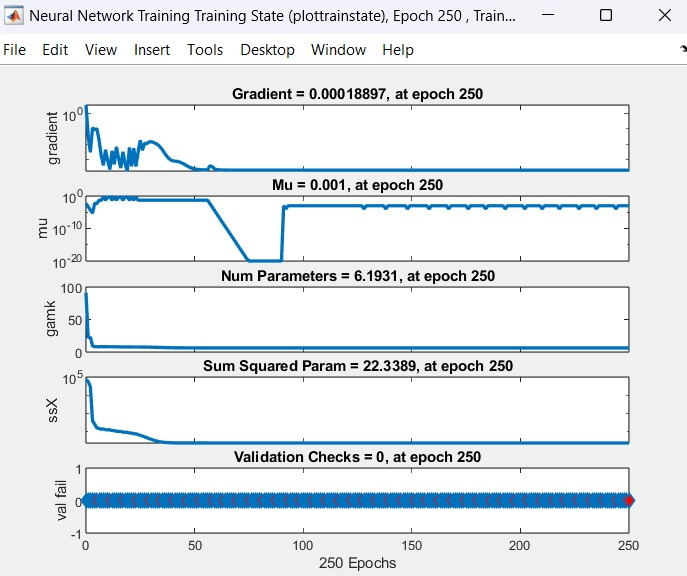 Neural Network Training Training State (plottrainstate), Epoch 250 , Train...
File Edit View Insert Tools Desktop Window Help
Gradient = 0.00018897, at epoch 250
10^0
gradient
Mu = 0.001, at epoch 250
10^0
10^-10
10^-20
mu
Num Parameters = 6.1931, at epoch 250
100
50
0
gamk
Sum Squared Param = 22.3389, at epoch 250
10^5
ssX
Validation Checks = 0, at epoch 250
1
0
-1
val fail
0 50 100 150 200 250
250 Epochs